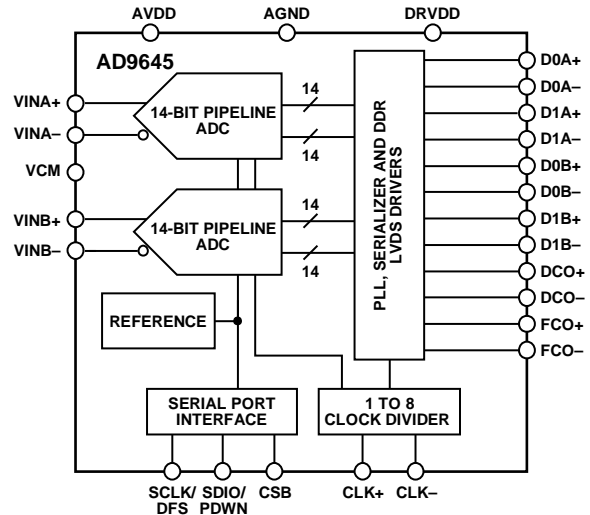 AVDD AGND DRVDD
AD9645
VINA+
VINA–
VCM
VINB+
VINB–
14-BIT PIPELINE
ADC
14
14
14-BIT PIPELINE
ADC
14
14
REFERENCE
PLL, SERIALIZER AND DDR
LVDS DRIVERS
D0A+
D0A–
D1A+
D1A–
D0B+
D0B–
D1B+
D1B–
DCO+
DCO–
FCO+
FCO–
SERIAL PORT
INTERFACE
1 TO 8
CLOCK DIVIDER
SCLK/
DFS
SDIO/
PDWN
CSB
CLK+
CLK–